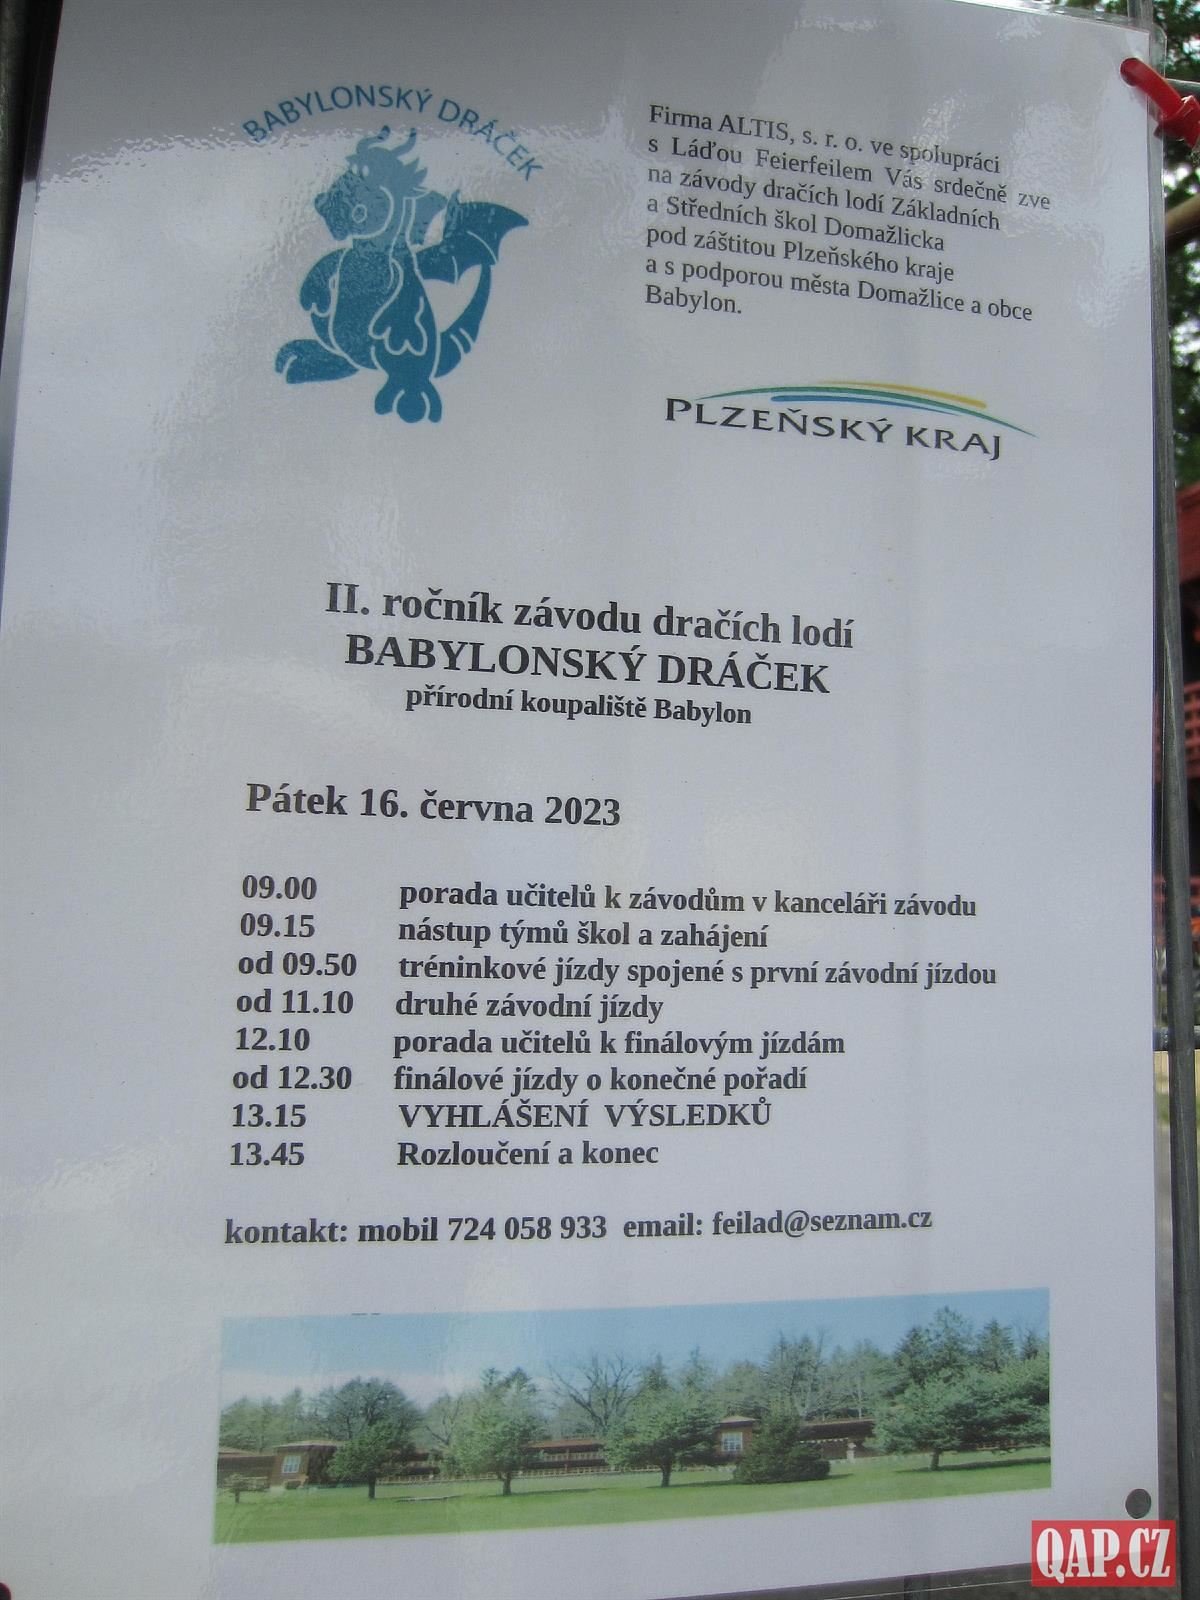 BABYLONSKÝ DRÁČEK
Firma ALTIS, s. r. o. ve spolupráci
s Láďou Feierfeilem Vás srdečně zve
na závody dračích lodí Základních
a Středních škol Domažlicka
pod záštitou Plzeňského kraje
a s podporou města Domažlice a obce
Babylon.
PLZEŇSKÝ KRAJ
II. ročník závodu dračích lodí
BABYLONSKÝ DRÁČEK
přírodní koupaliště Babylon
Pátek 16. června 2023
09.00 porada učitelů k závodům v kanceláři závodu
09.15 nástup týmů škol a zahájení
od 09.50 tréninkové jízdy spojené s první závodní jízdou
od 11.10 druhé závodní jízdy
12.10 porada učitelů k finálovým jízdám
od 12.30 finálové jízdy o konečné pořadí
13.15 VYHLÁŠENÍ VÝSLEDKŮ
13.45 Rozloučení a konec
kontakt: mobil 724 058 933 email: feilad@seznam.cz
QAP.CZ